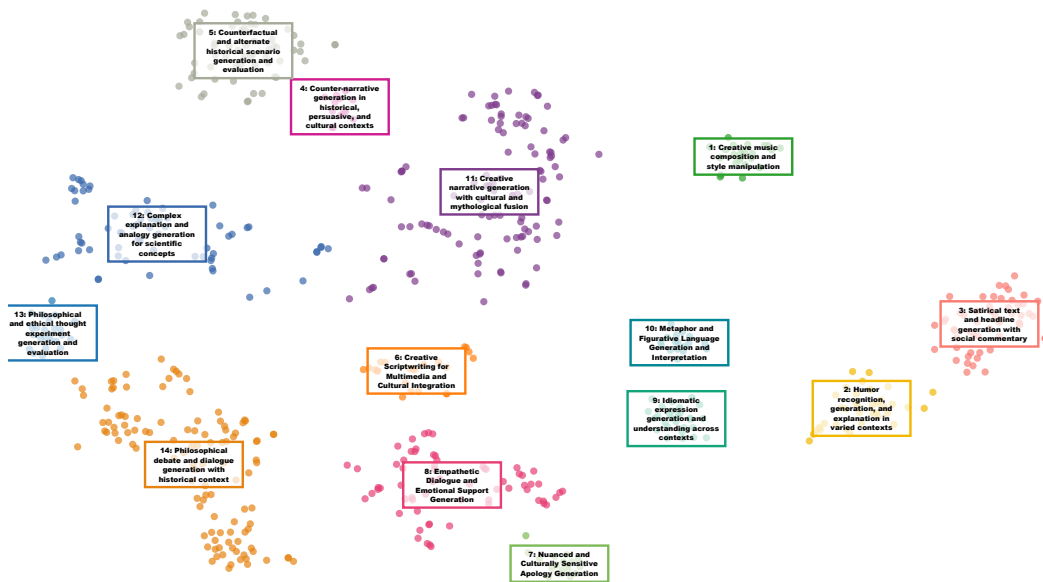 5: Counterfactual
and alternate
historical scenario
generation and
evaluation
4: Counter-narrative
generation in
historical,
persuasive, and
cultural contexts
1: Creative music
composition and
style manipulation
11: Creative
narrative generation
with cultural and
mythological fusion
12: Complex
explanation and
analogy generation
for scientific
concepts
13: Philosophical
and ethical thought
experiment
generation and
evaluation
3: Satirical text
and headline
generation with
social commentary
10: Metaphor and
Figurative Language
Generation and
Interpretation
6: Creative
Scriptwriting for
Multimedia and
Cultural Integration
2: Humor
recognition,
generation, and
explanation in
varied contexts
9: Idiomatic
expression
generation and
understanding across
contexts
14: Philosophical
debate and dialogue
generation with
historical context
8: Empathetic
Dialogue and
Emotional Support
Generation
7: Nuanced and
Culturally Sensitive
Apology Generation